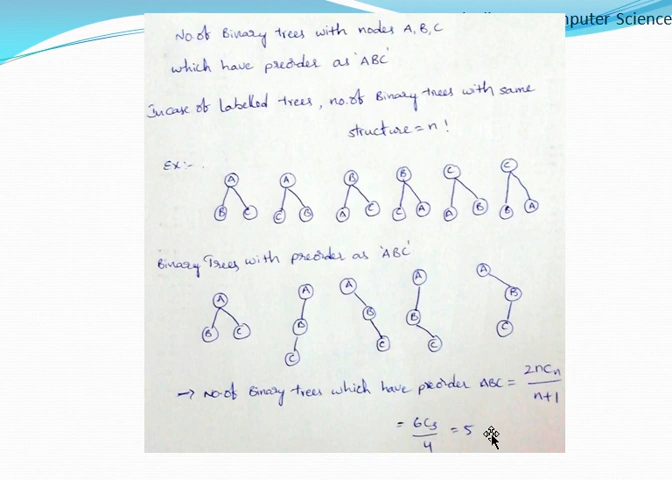 mputer Science
No.of Binary trees with nodes A, B, C
which have preorder as 'ABC'
In case of Labelled trees, no.of Binary trees with same
structure = n!
Ex:-
A B C
A C B
B A C
B C A
C A B
C B A
Binary Trees with preorder as 'ABC'
A B C
A B C
A B C
A B C
A B C
→ No.of Binary trees which have preorder ABC = 2nCn / n+1
= 6C3 / 4 = 5